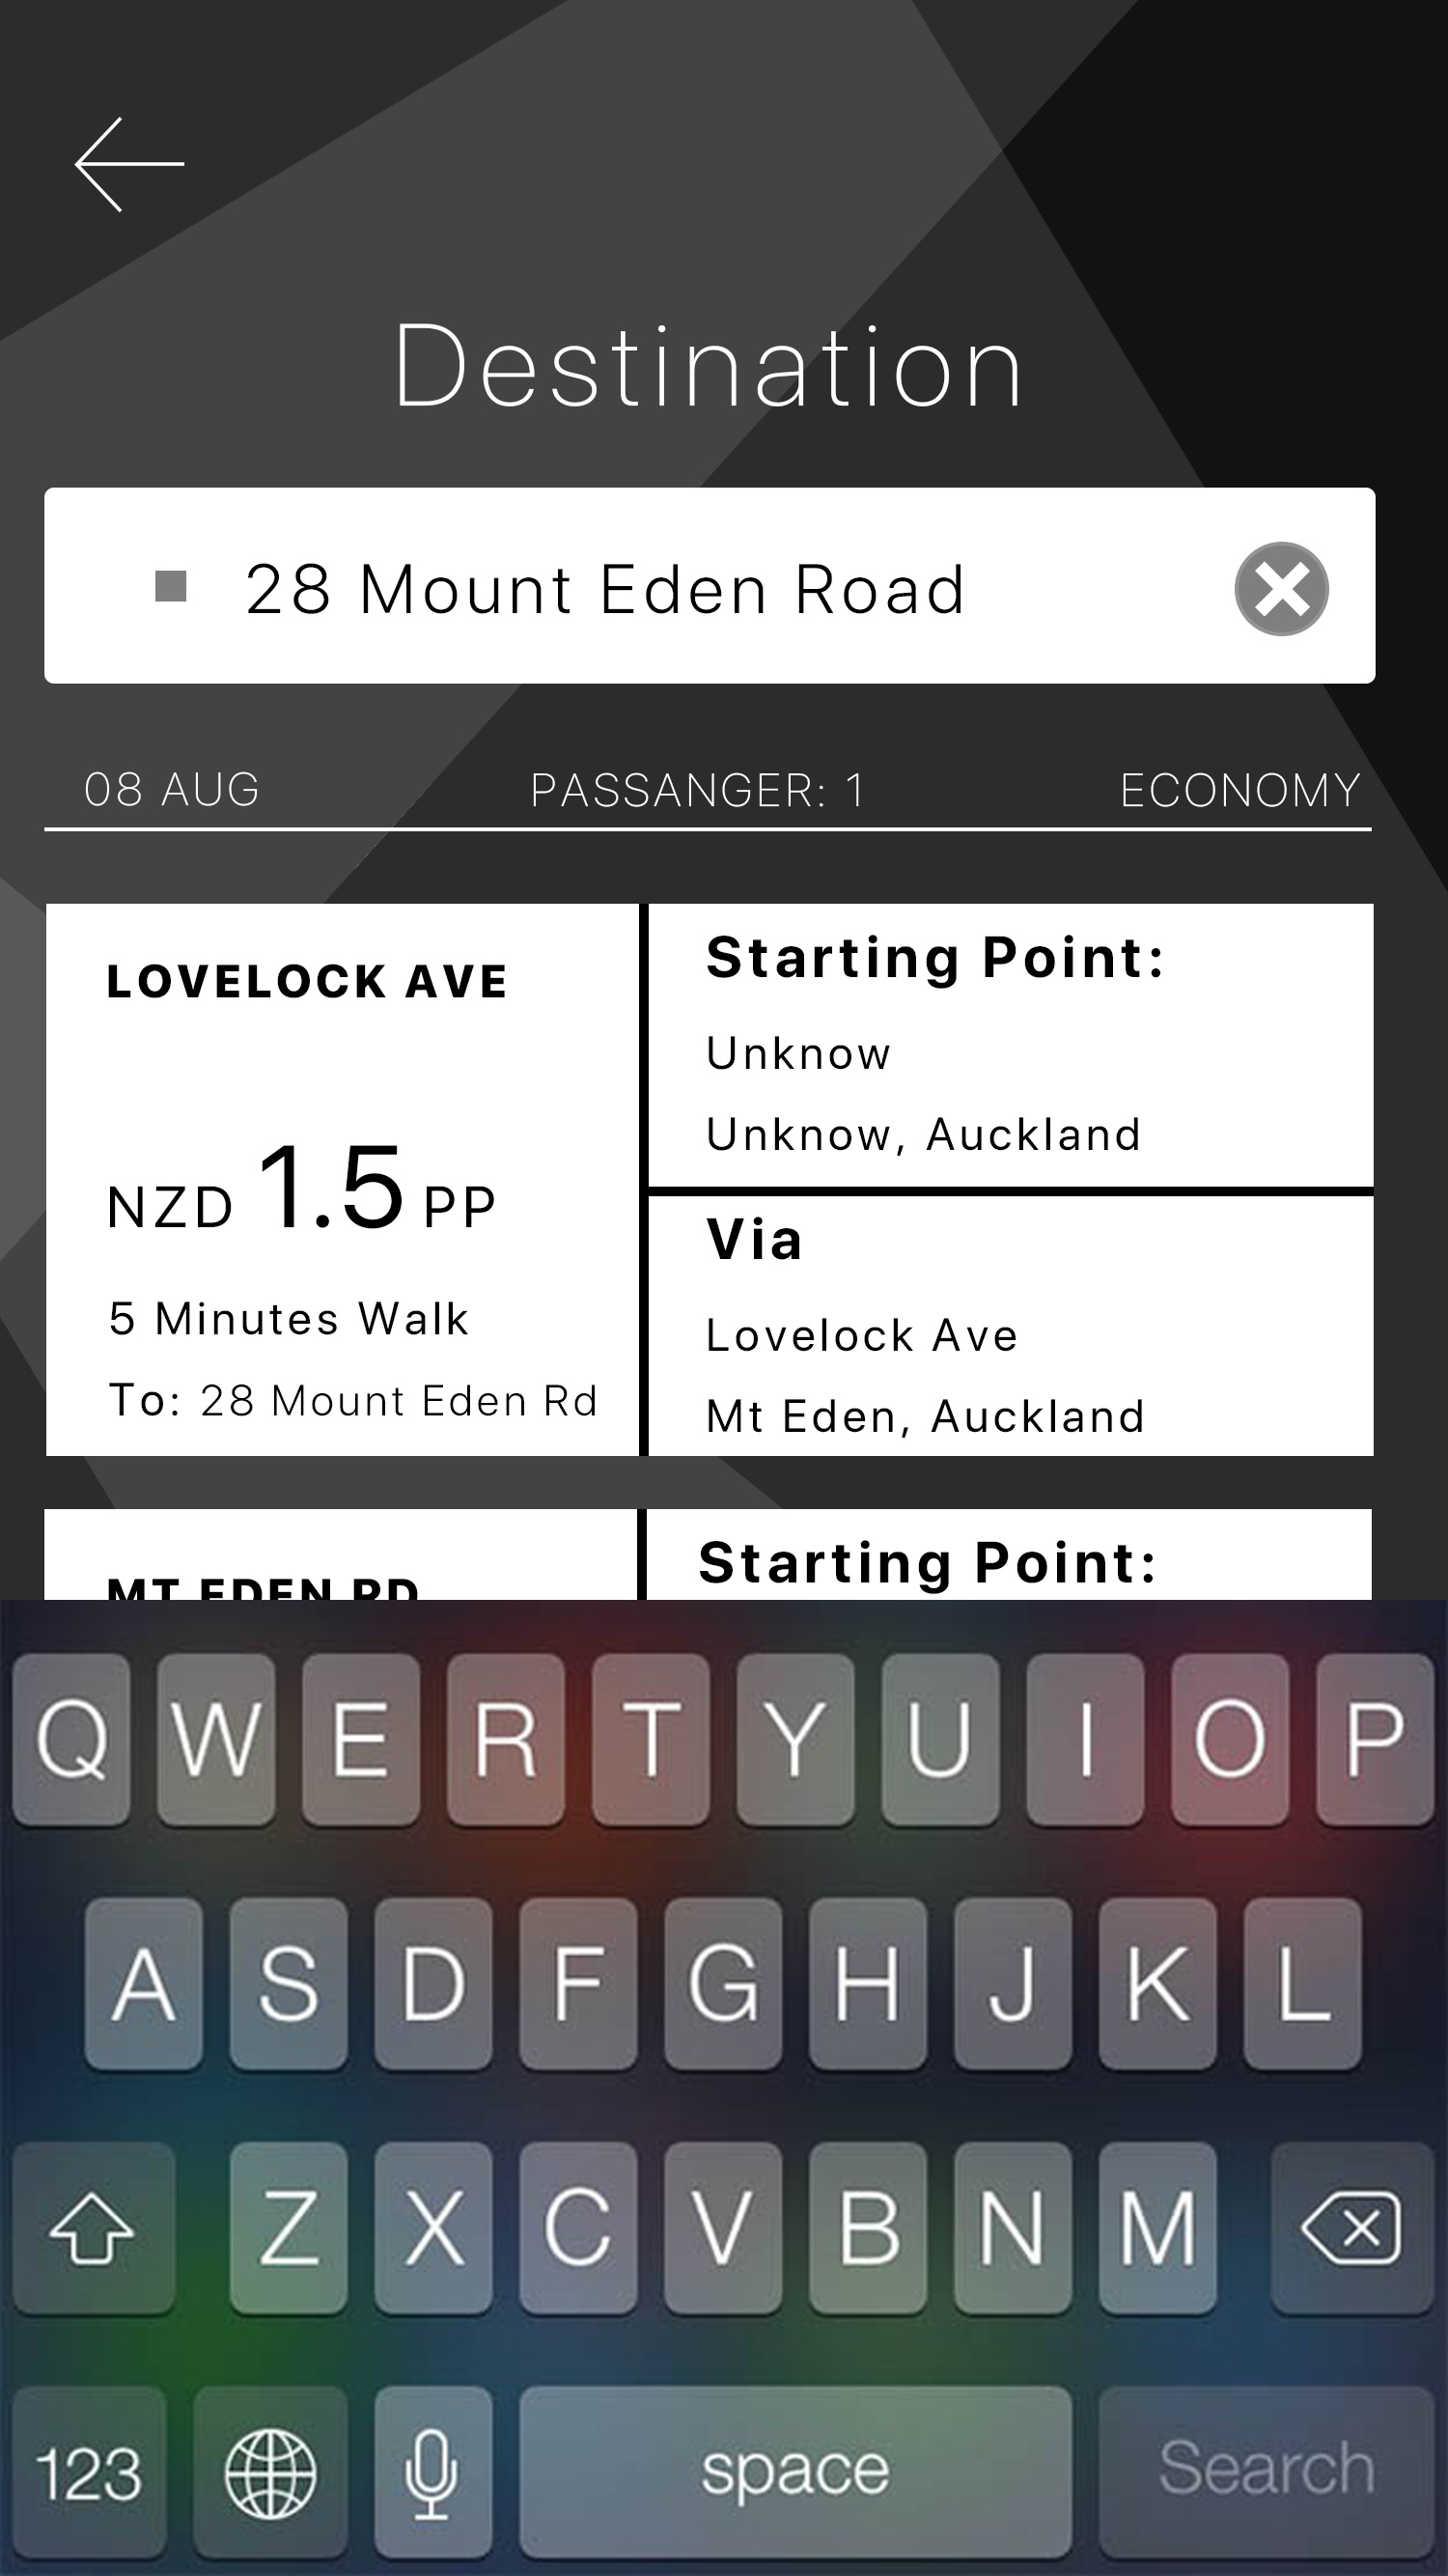 Destination
28 Mount Eden Road
08 AUG PASSANGER: 1 ECONOMY
LOVELOCK AVE
NZD 1.5 PP
5 Minutes Walk
To: 28 Mount Eden Rd
Starting Point:
Unknow
Unknow, Auckland
Via
Lovelock Ave
Mt Eden, Auckland
MT EDEN RD
Starting Point:
Q W E R T Y U I O P
A S D F G H J K L
Z X C V B N M
123 space Search